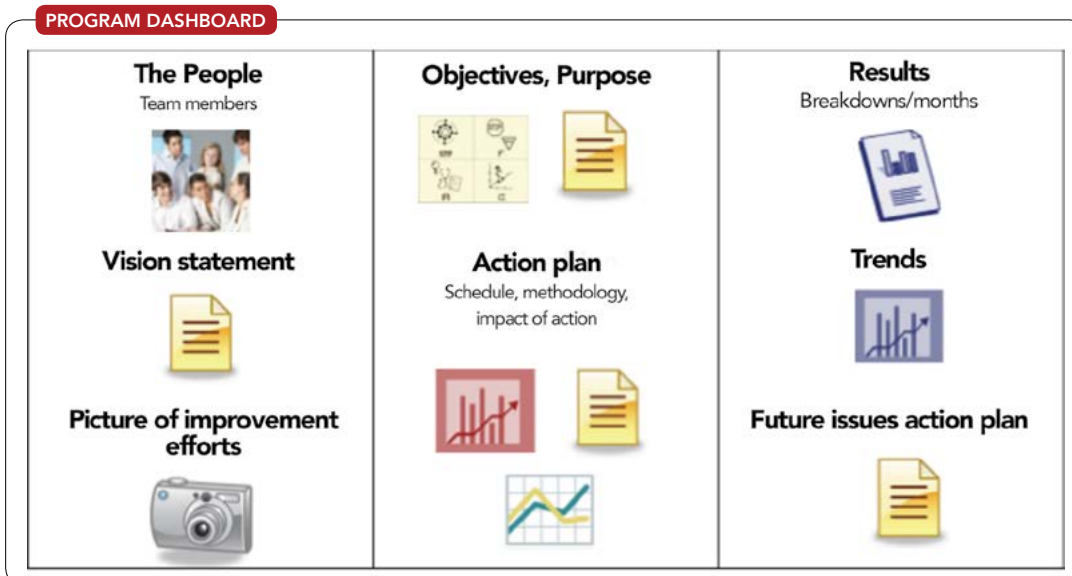 PROGRAM DASHBOARD
The People
Team members
Vision statement
Picture of improvement
efforts
Objectives, Purpose
Action plan
Schedule, methodology,
impact of action
Results
Breakdowns/months
Trends
Future issues action plan